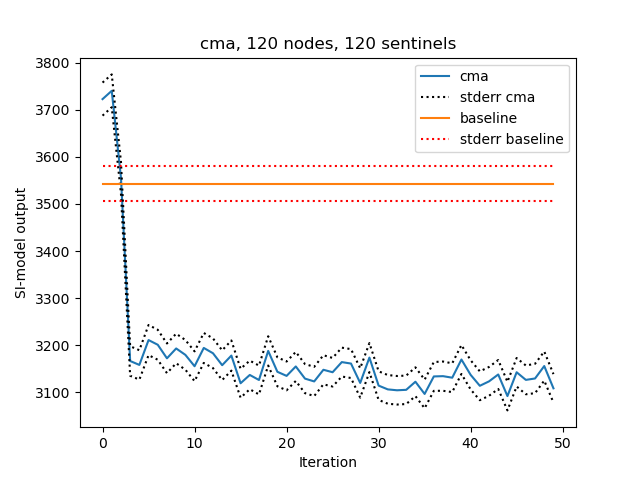 cma, 120 nodes, 120 sentinels
3800
3700
3600
3500
3400
3300
3200
3100
SI-model output
cma
stderr cma
baseline
stderr baseline
0
10
20
30
40
50
Iteration